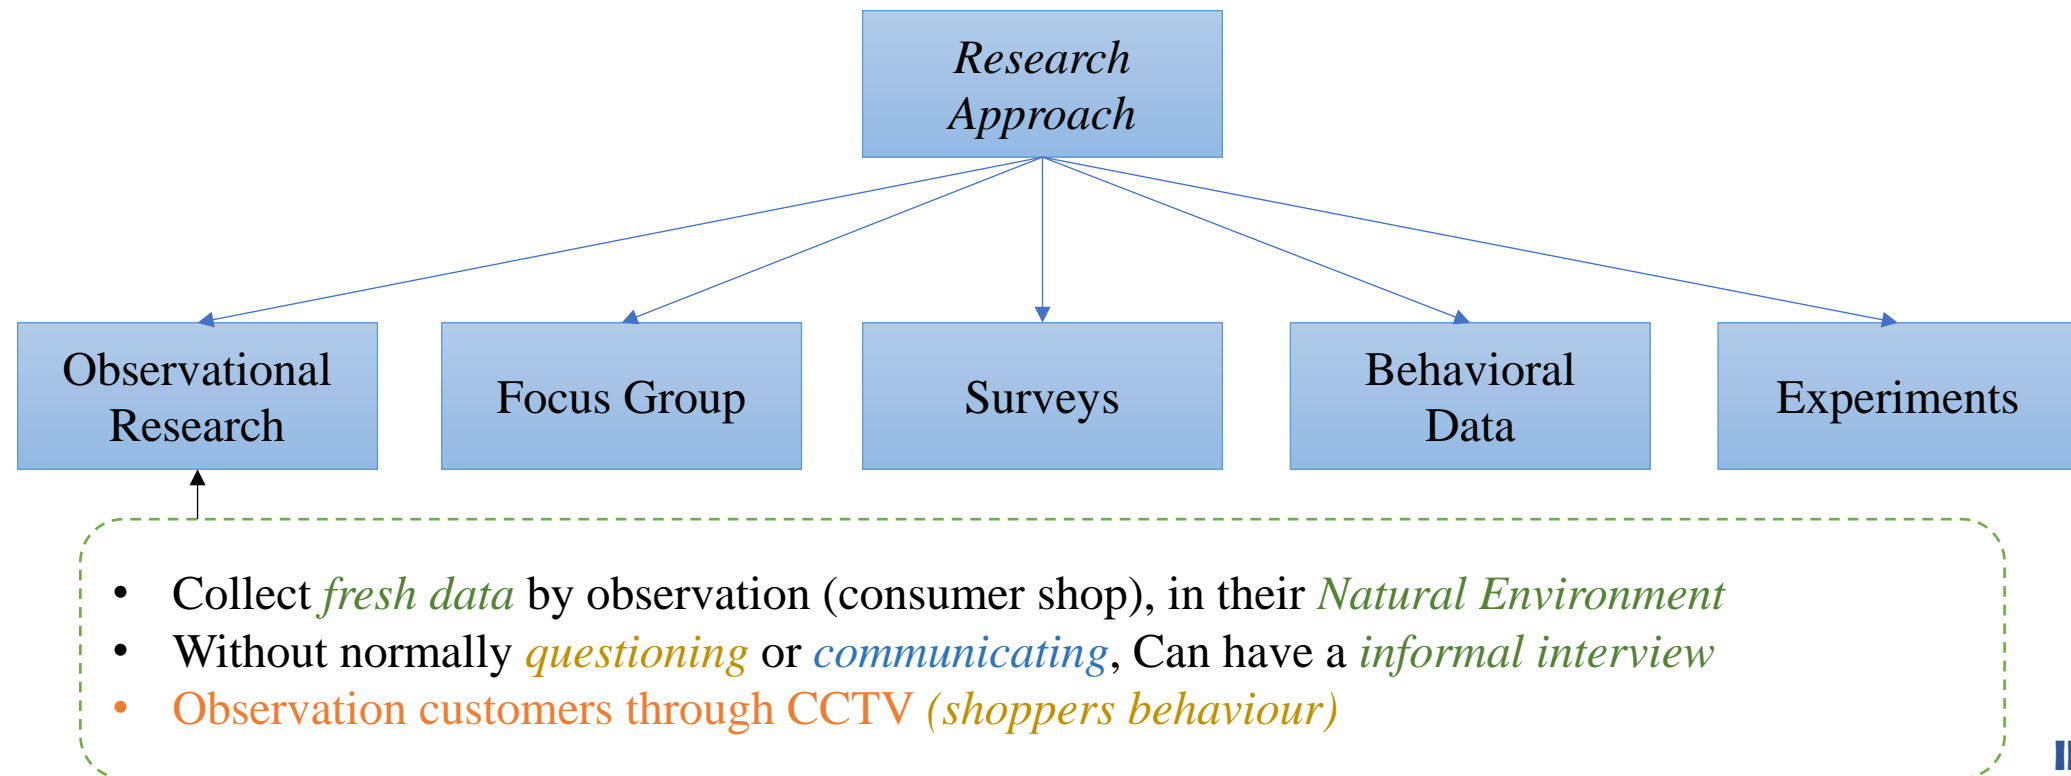 Research
Approach
Observational
Research
Focus Group
Surveys
Behavioral
Data
Experiments
• Collect fresh data by observation (consumer shop), in their Natural Environment
• Without normally questioning or communicating, Can have a informal interview
• Observation customers through CCTV (shoppers behaviour)